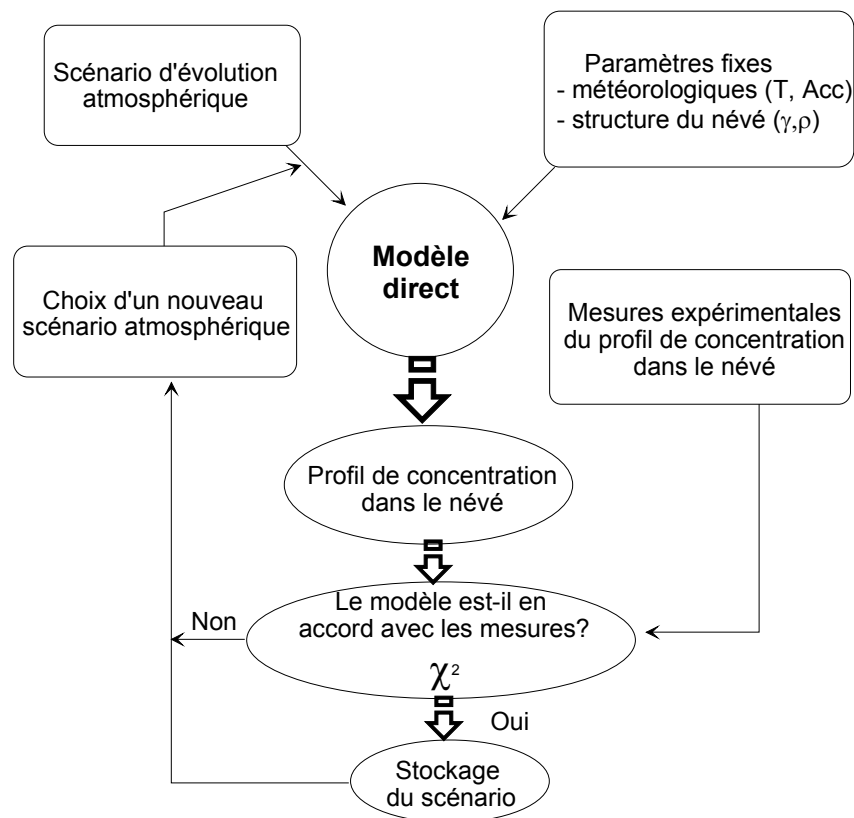 Scénario d'évolution
atmosphérique
Paramètres fixes
- météorologiques (T, Acc)
- structure du névé (γ,ρ)
Modèle
direct
Choix d'un nouveau
scénario atmosphérique
Mesures expérimentales
du profil de concentration
dans le névé
Profil de concentration
dans le névé
Le modèle est-il en
accord avec les mesures?
χ²
Non
Oui
Stockage
du scénario